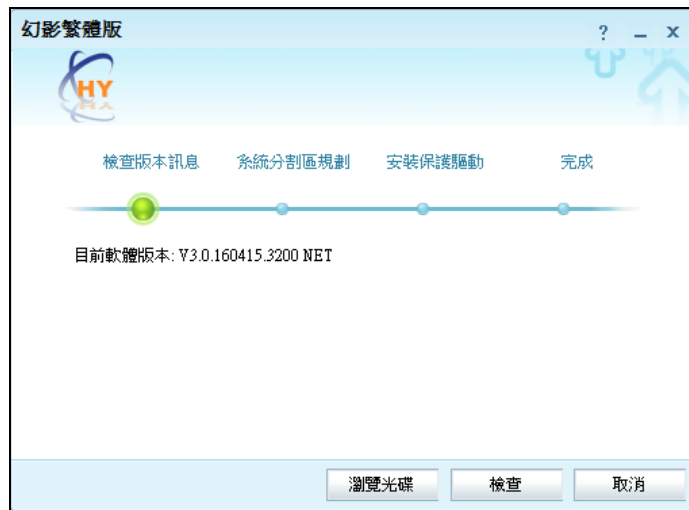 幻影繁體版
? _ x
HY
檢查版本訊息 系統分割區規劃 安裝保護驅動 完成
目前軟體版本: V3.0.160415.3200 NET
瀏覽光碟 檢查 取消